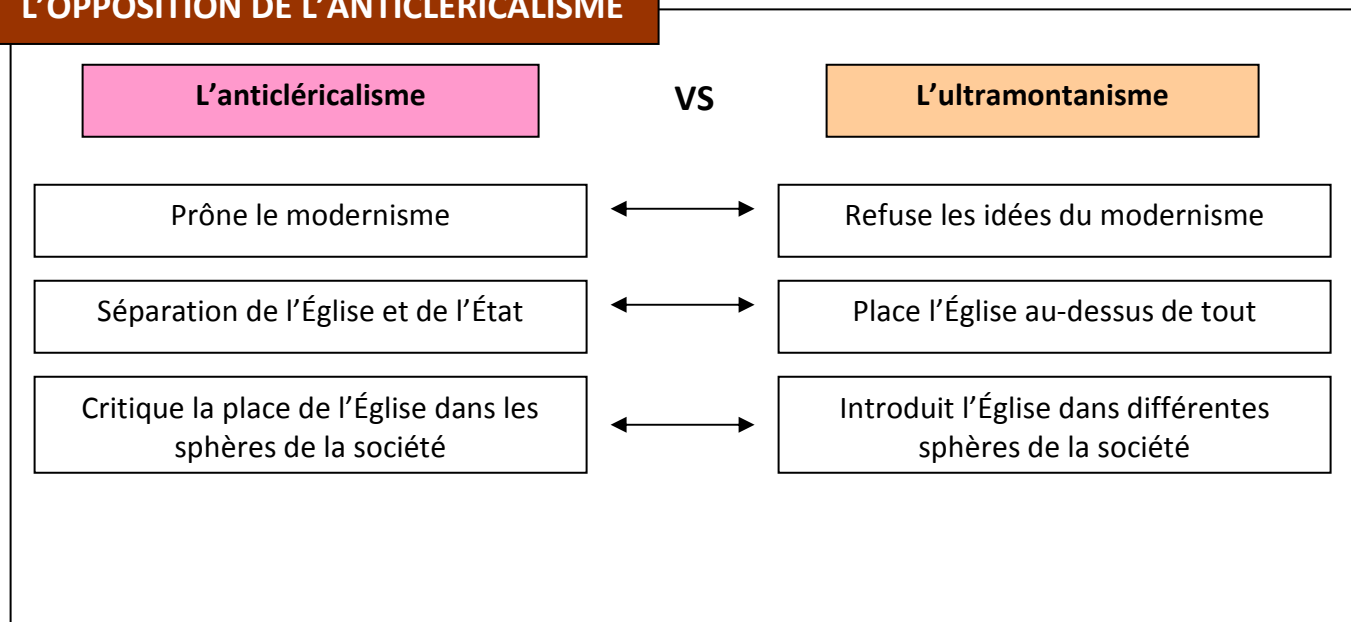 L'OPPOSITION DE L'ANTICLÉRICALISME
L'anticléricalisme
VS
L'ultramontanisme
Prône le modernisme
Refuse les idées du modernisme
Séparation de l'Église et de l'État
Place l'Église au-dessus de tout
Critique la place de l'Église dans les
sphères de la société
Introduit l'Église dans différentes
sphères de la société